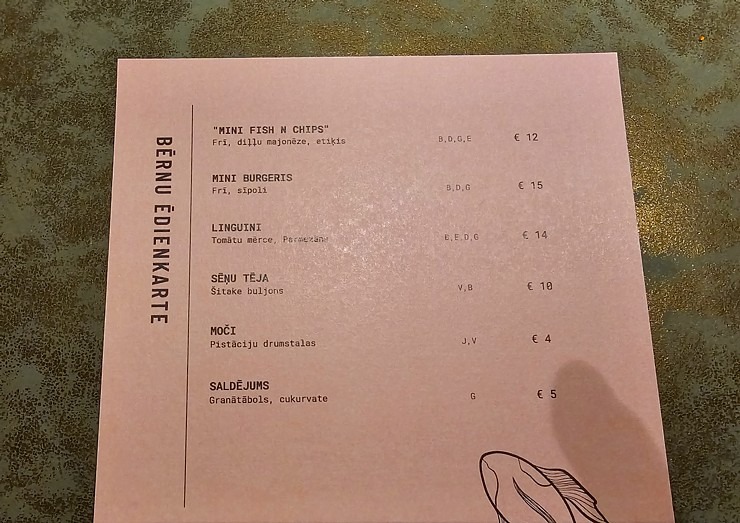 BĒRNU ĒDIENKARTE
"MINI FISH N CHIPS" B,D,G,E € 12
Frī, diļļu majonēze, etiķis
MINI BURGERIS B,D,G € 15
Frī, sīpoli
LINGUINI E,D,G € 14
Tomātu mērce, Parmezāns
SĒŅU TĒJA V,B € 10
Šitake buljons
MOČI J,V € 4
Pistāciju drumstalas
SALDĒJUMS G € 5
Granātābols, cukurvate